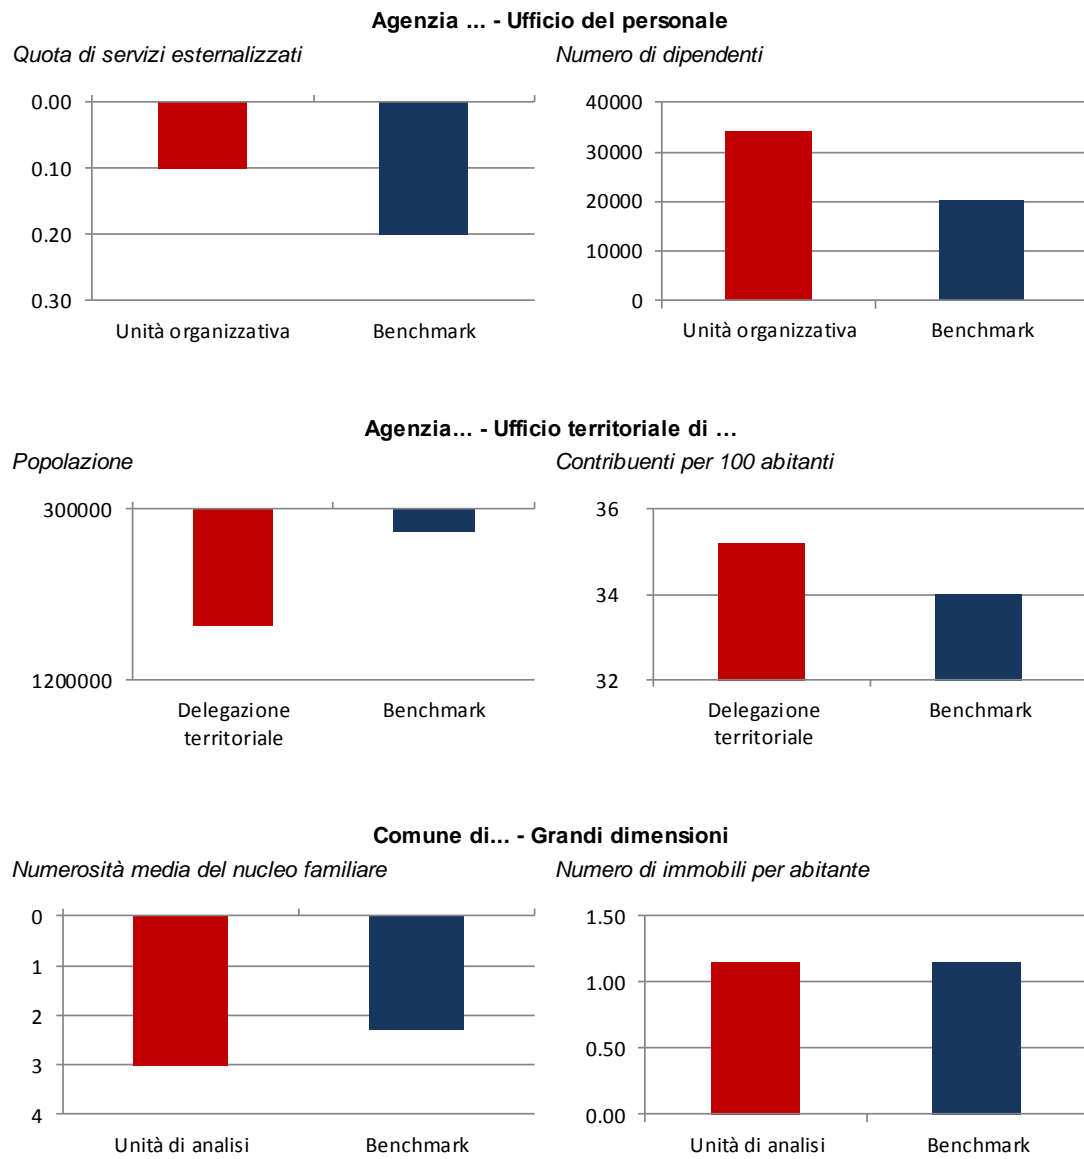 Agenzia ... - Ufficio del personale
Quota di servizi esternalizzati
0.00
0.10
0.20
0.30
Unità organizzativa
Benchmark
Numero di dipendenti
40000
30000
20000
10000
0
Unità organizzativa
Benchmark
Agenzia... - Ufficio territoriale di ...
Popolazione
300000
1200000
Delegazione
territoriale
Benchmark
Contribuenti per 100 abitanti
36
34
32
Delegazione
territoriale
Benchmark
Comune di... - Grandi dimensioni
Numerosità media del nucleo familiare
0
1
2
3
4
Unità di analisi
Benchmark
Numero di immobili per abitante
1.50
1.00
0.50
0.00
Unità di analisi
Benchmark